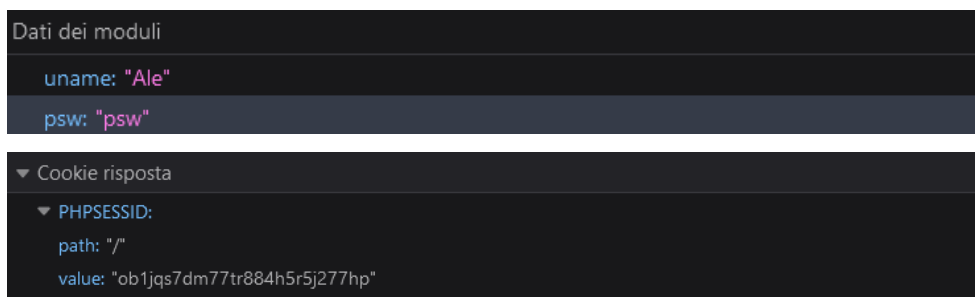 Dati dei moduli
uname: "Ale"
psw: "psw"
Cookie risposta
PHPSESSID:
path: "/"
value: "ob1jqs7dm77tr884h5r5j277hp"